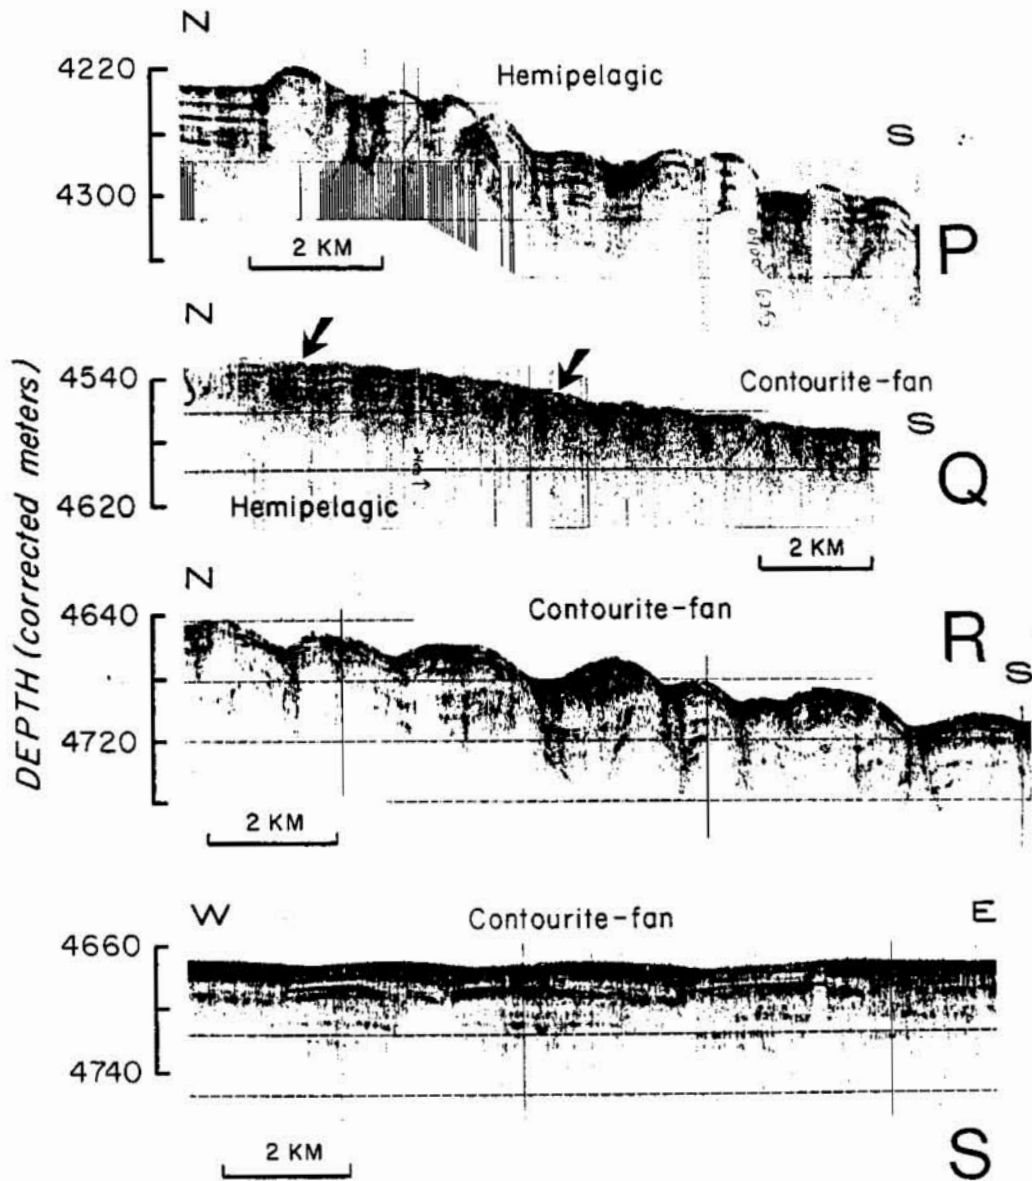 DEPTH (corrected meters)
N
4220
Hemipelagic
S
4300
2 KM
P
N
4540
Contourite-fan
S
Hemipelagic
Q
4620
2 KM
N
4640
Contourite-fan
R
S
4720
2 KM
W
Contourite-fan
E
4660
4740
2 KM
S